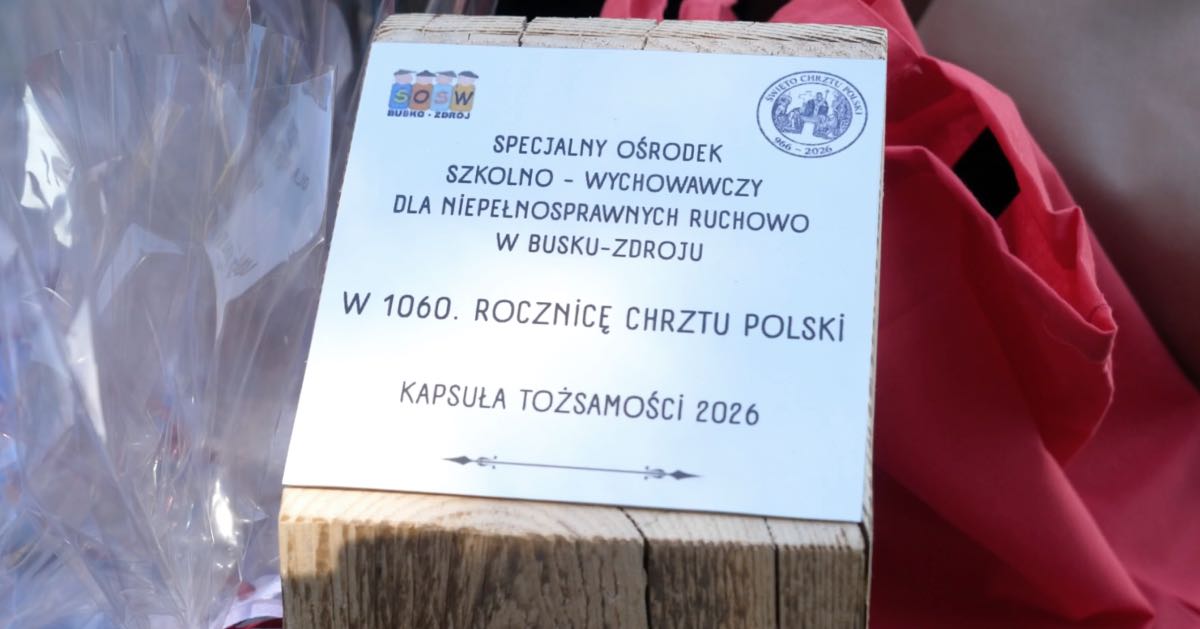 SOSW
BUSKO - ZDRÓJ
ŚWIĘTO CHRZTU POLSKI
966 - 2026
SPECJALNY OŚRODEK
SZKOLNO - WYCHOWAWCZY
DLA NIEPEŁNOSPRAWNYCH RUCHOWO
W BUSKU-ZDROJU
W 1060. ROCZNICĘ CHRZTU POLSKI
KAPSUŁA TOŻSAMOŚCI 2026